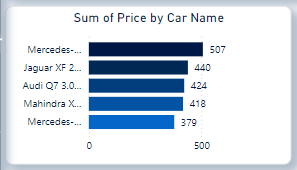 Sum of Price by Car Name
Mercedes-... 507
Jaguar XF 2... 440
Audi Q7 3.0... 424
Mahindra X... 418
Mercedes-... 379
0 500